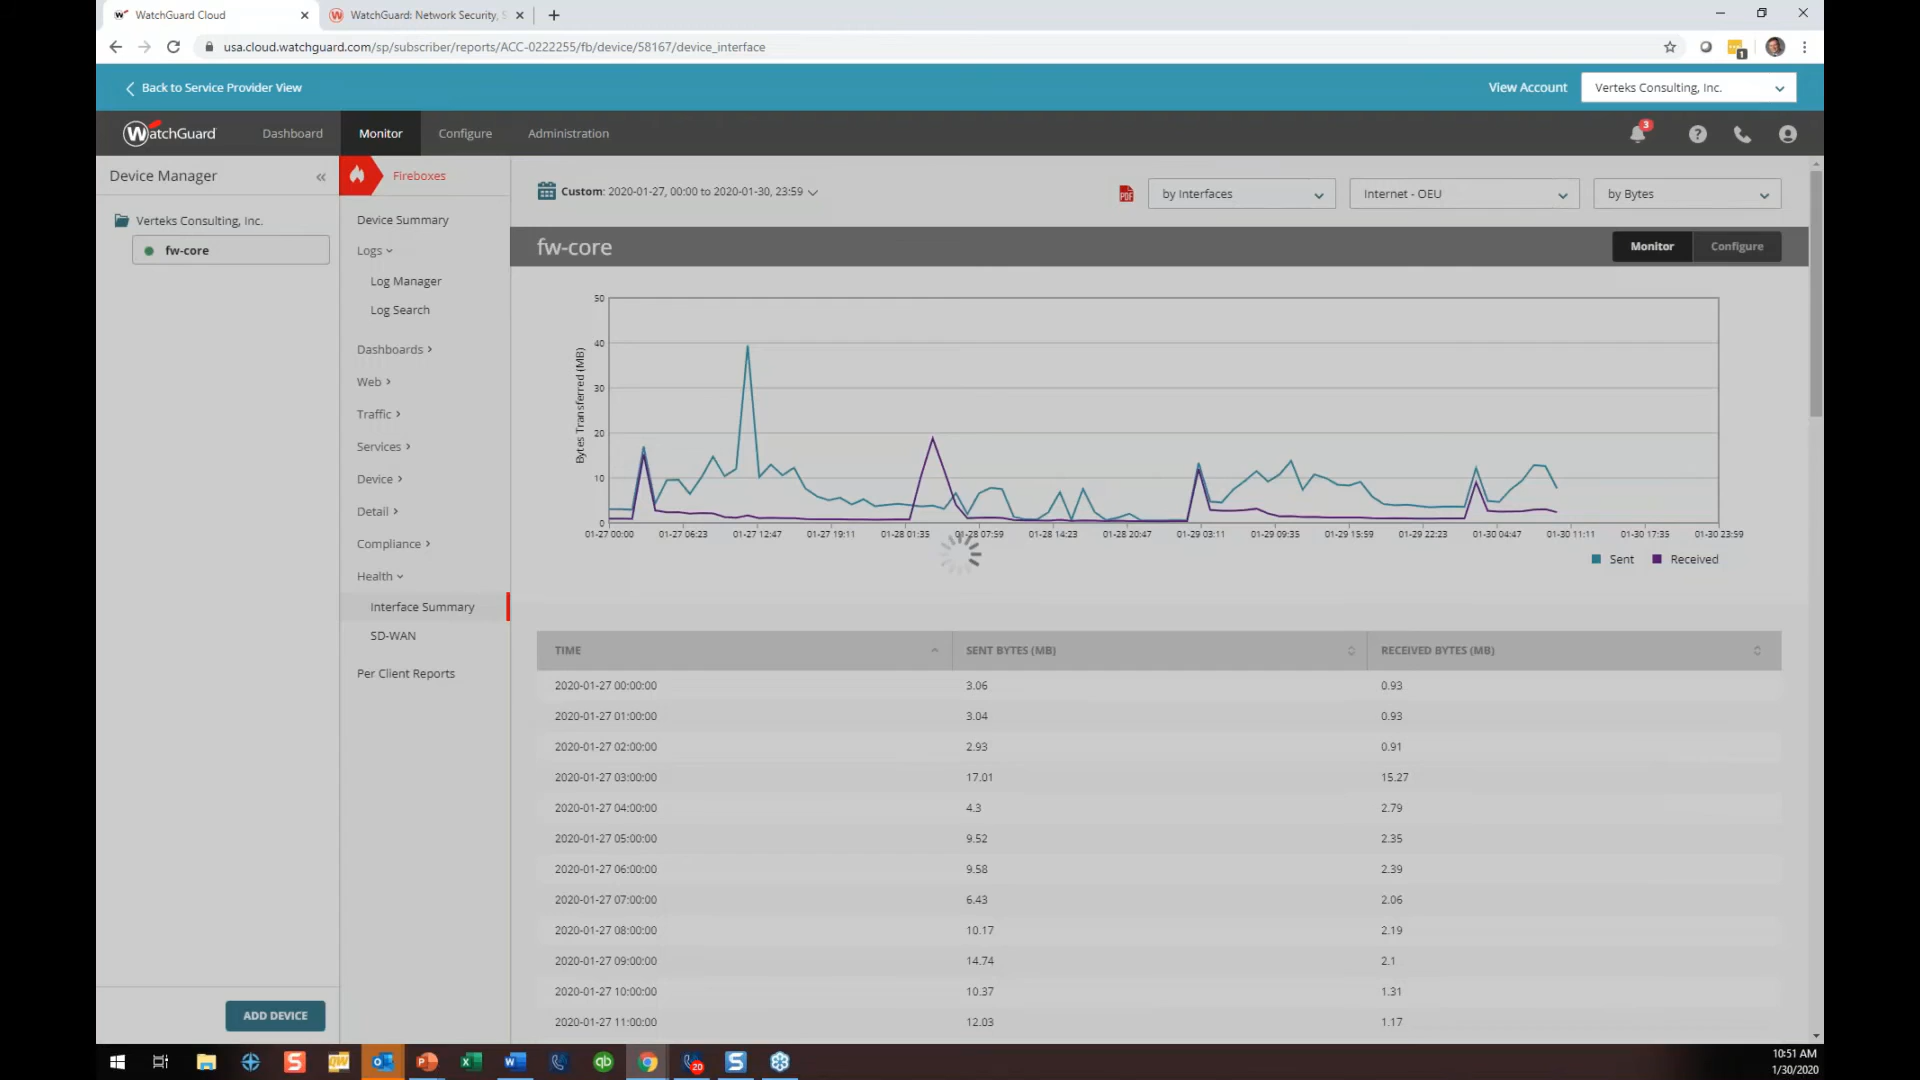 WatchGuard Cloud
WatchGuard: Network Security, S
usa.cloud.watchguard.com/sp/subscriber/reports/ACC-0222255/fb/device/58167/device_interface
1
Back to Service Provider View
View Account
Verteks Consulting, Inc.
WatchGuard
Dashboard
Monitor
Configure
Administration
3
Device Manager
Fireboxes
Custom: 2020-01-27, 00:00 to 2020-01-30, 23:59
PDF
by Interfaces
Internet - OEU
by Bytes
Verteks Consulting, Inc.
fw-core
Device Summary
Logs
Log Manager
Log Search
Dashboards
Web
Traffic
Services
Device
Detail
Compliance
Health
Interface Summary
SD-WAN
Per Client Reports
fw-core
Monitor
Configure
Bytes Transferred (MB)
50
40
30
20
10
0
01-27 00:00
01-27 06:23
01-27 12:47
01-27 19:11
01-28 01:35
01-28 07:59
01-28 14:23
01-28 20:47
01-29 03:11
01-29 09:35
01-29 15:59
01-29 22:23
01-30 04:47
01-30 11:11
01-30 17:35
01-30 23:59
Sent
Received
TIME SENT BYTES (MB) RECEIVED BYTES (MB)
2020-01-27 00:00:00 3.06 0.93
2020-01-27 01:00:00 3.04 0.93
2020-01-27 02:00:00 2.93 0.91
2020-01-27 03:00:00 17.01 15.27
2020-01-27 04:00:00 4.3 2.79
2020-01-27 05:00:00 9.52 2.35
2020-01-27 06:00:00 9.58 2.39
2020-01-27 07:00:00 6.43 2.06
2020-01-27 08:00:00 10.17 2.19
2020-01-27 09:00:00 14.74 2.1
2020-01-27 10:00:00 10.37 1.31
2020-01-27 11:00:00 12.03 1.17
ADD DEVICE
20
10:51 AM
1/30/2020